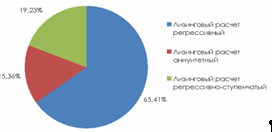 19,23%
Лизинговый расчет
регрессивный
Лизинговый расчет
аннуитетный
15,36%
Лизинговый расчет
регрессивно-ступенчатый
65,41%